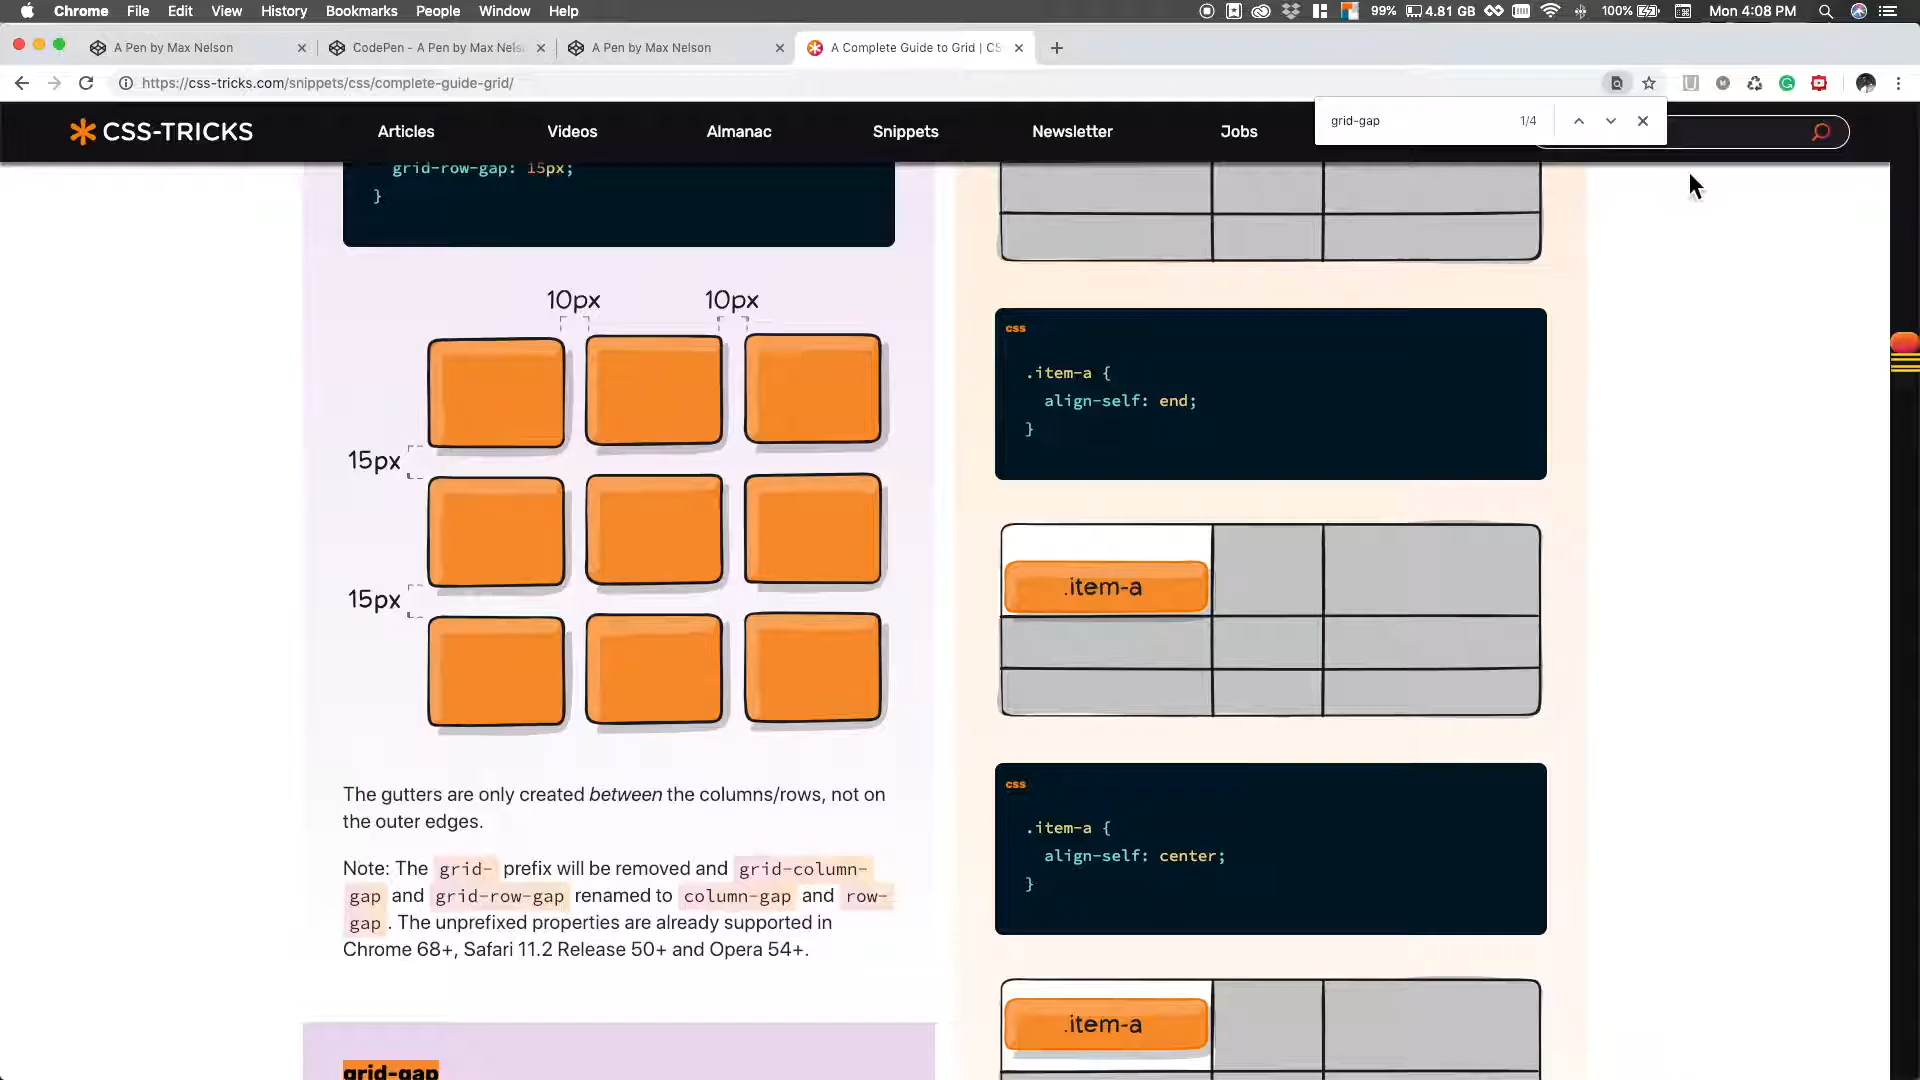 Chrome File Edit View History Bookmarks People Window Help
99% 4.81 GB 100% Mon 4:08 PM
A Pen by Max Nelson
CodePen - A Pen by Max Nels
A Pen by Max Nelson
A Complete Guide to Grid | CS
https://css-tricks.com/snippets/css/complete-guide-grid/
grid-gap 1/4
CSS-TRICKS Articles Videos Almanac Snippets Newsletter Jobs
grid-row-gap: 15px;
}
10px 10px
15px
15px
The gutters are only created between the columns/rows, not on
the outer edges.
Note: The grid- prefix will be removed and grid-column-
gap and grid-row-gap renamed to column-gap and row-
gap . The unprefixed properties are already supported in
Chrome 68+, Safari 11.2 Release 50+ and Opera 54+.
grid-gap
css
.item-a {
align-self: end;
}
.item-a
css
.item-a {
align-self: center;
}
.item-a